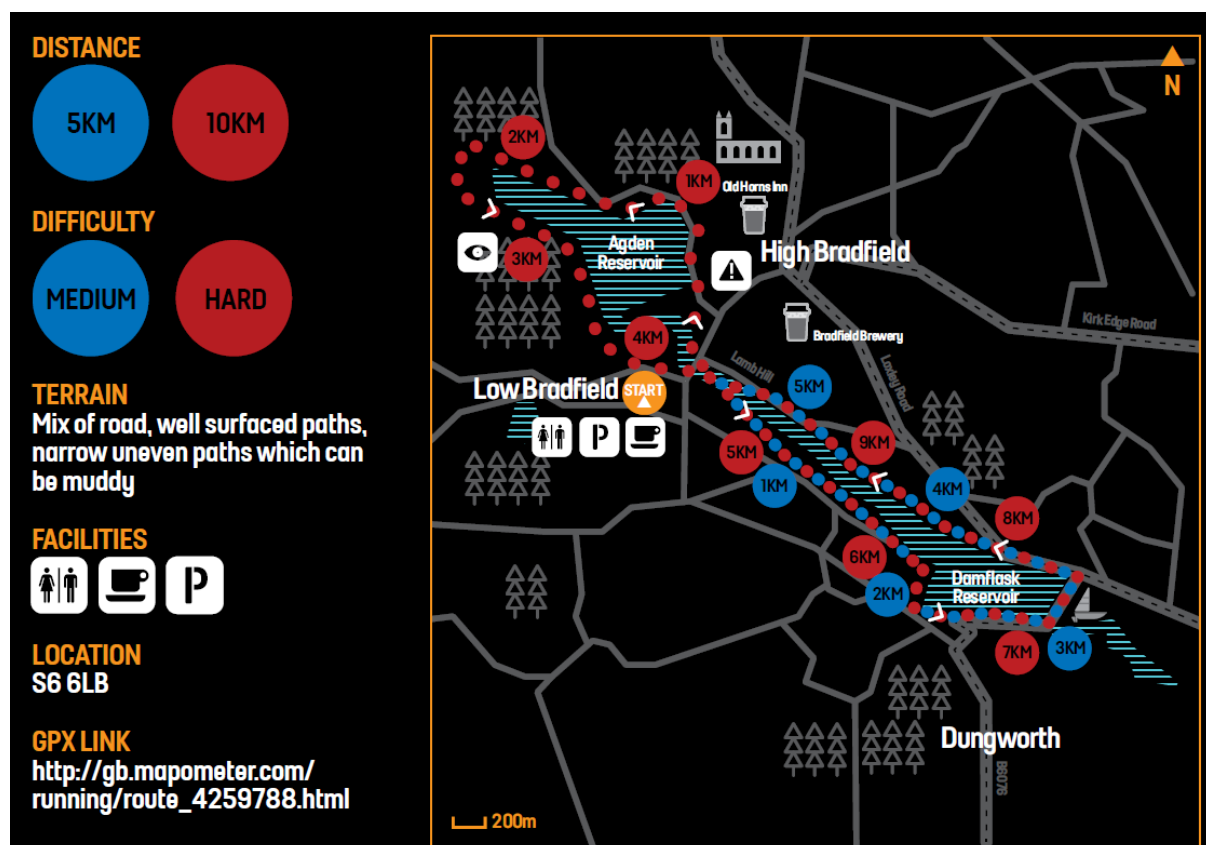 DISTANCE
5KM
10KM
DIFFICULTY
MEDIUM
HARD
TERRAIN
Mix of road, well surfaced paths,
narrow uneven paths which can
be muddy
FACILITIES
P
LOCATION
S6 6LB
GPX LINK
http://gb.mapometer.com/
running/route_4259788.html
N
2KM
1KM
Old Horns Inn
Agden
Reservoir
3KM
High Bradfield
Kirk Edge Road
Bradfield Brewery
4KM
Lamb Hill
Loxley Road
Low Bradfield
START
5KM
P
9KM
5KM
1KM
4KM
8KM
6KM
Damflask
Reservoir
2KM
7KM
3KM
Dungworth
B6076
200m